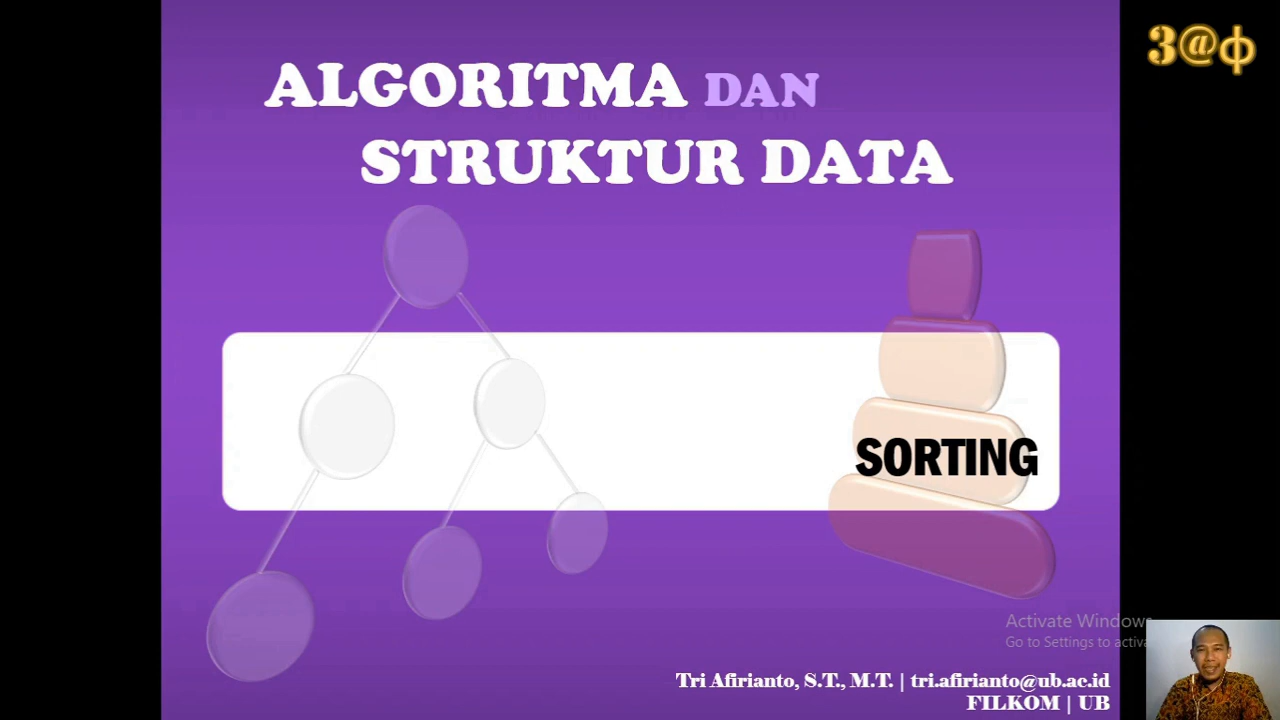 3@ф
ALGORITMA DAN
STRUKTUR DATA
SORTING
Activate Windows
Go to Settings to activa
Tri Afirianto, S.T., M.T. | tri.afirianto@ub.ac.id
FILKOM | UB